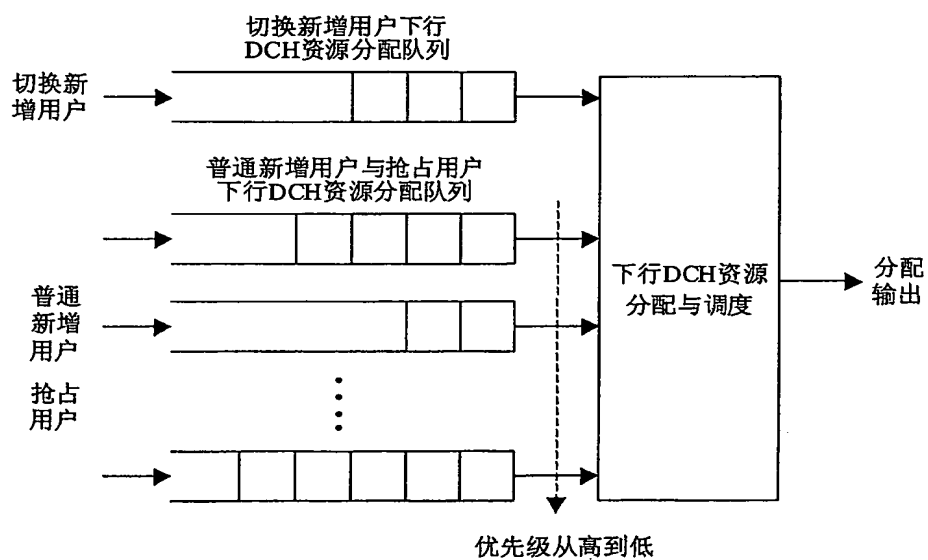 切换新增用户下行
DCH资源分配队列
切换新
增用户
普通新增用户与抢占用户
下行DCH资源分配队列
普通
新增
用户
抢占
用户
下行DCH资源
分配与调度
分配
输出
优先级从高到低